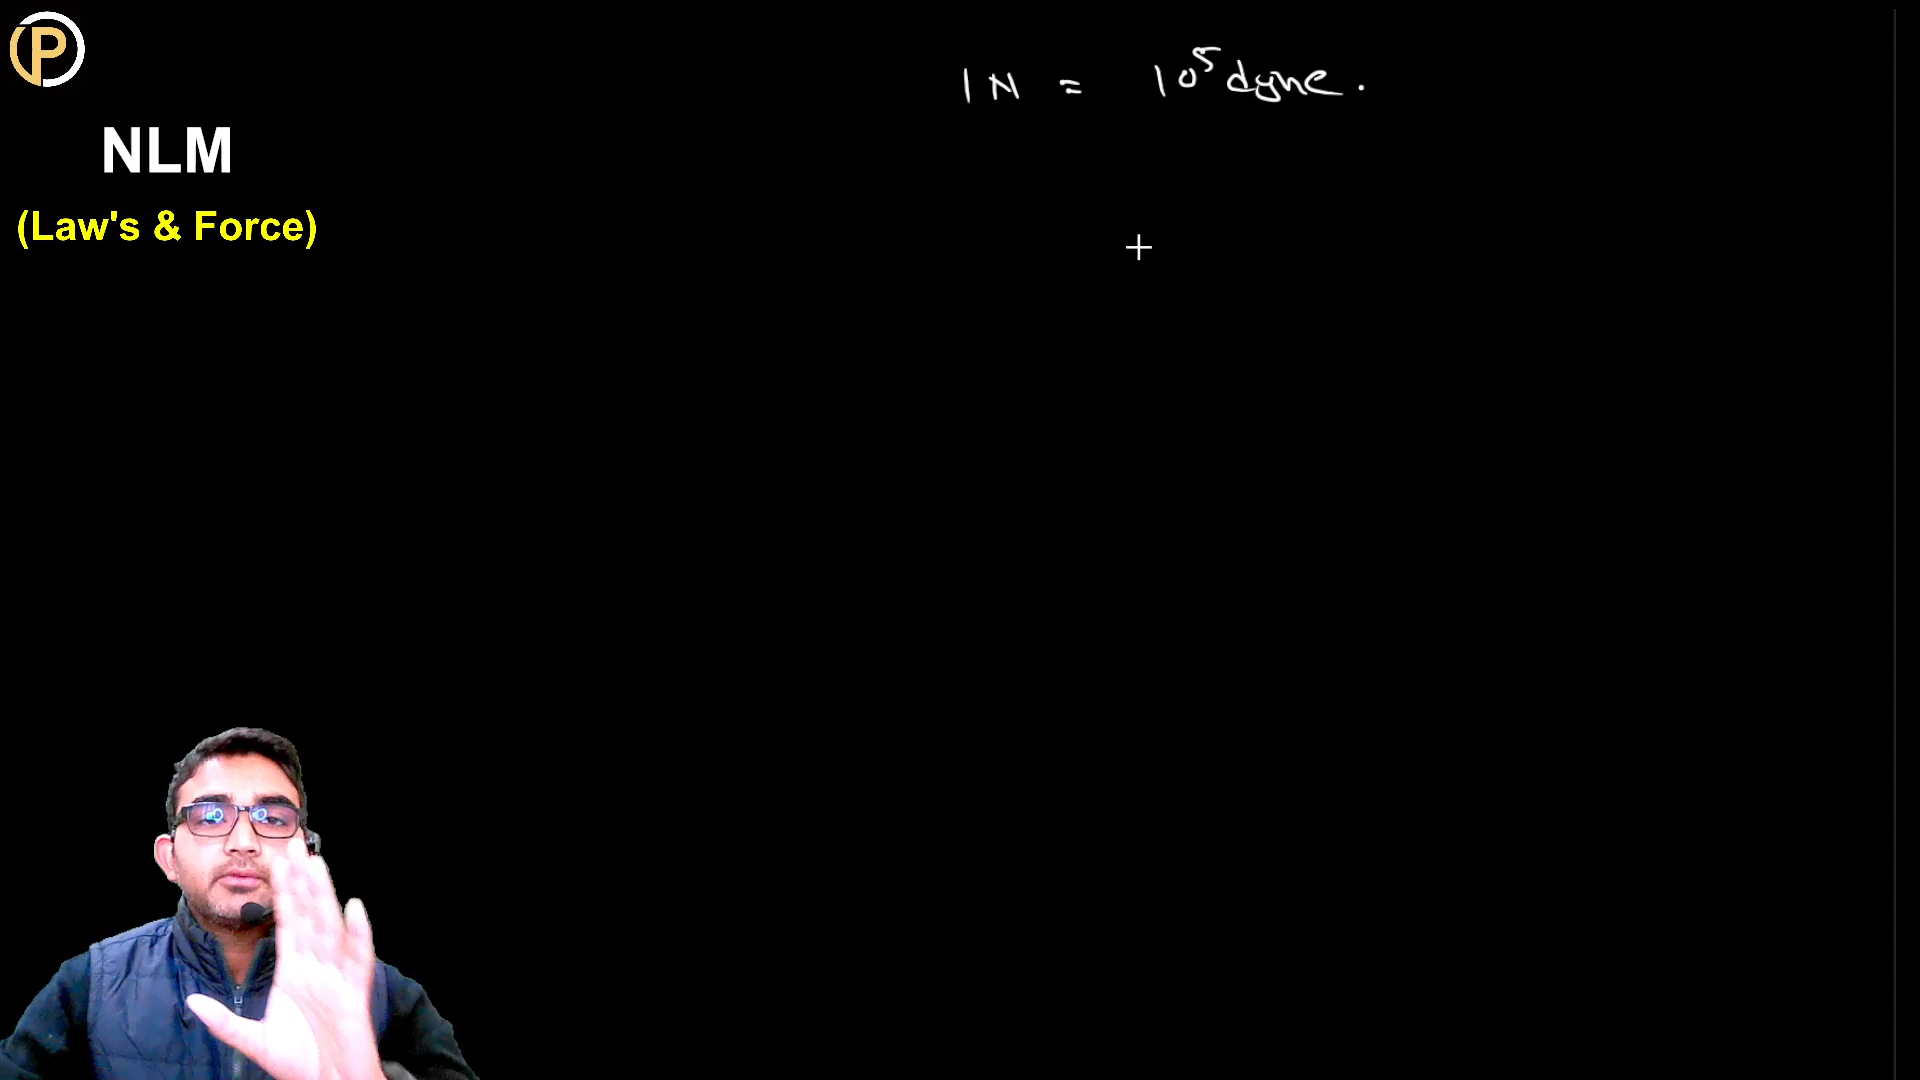 P
1 N = 10⁵ dyne.
NLM
(Law's & Force)